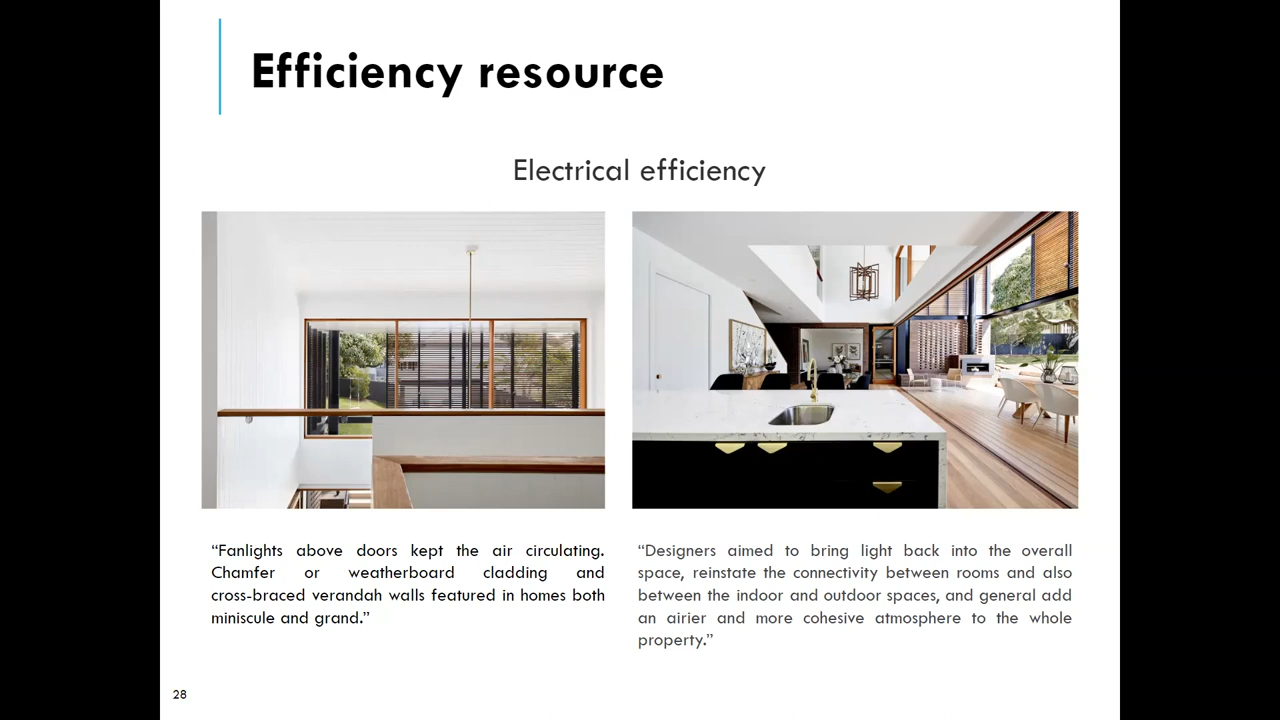 Efficiency resource
Electrical efficiency
“Fanlights above doors kept the air circulating.
Chamfer or weatherboard cladding and
cross-braced verandah walls featured in homes both
miniscule and grand.”
“Designers aimed to bring light back into the overall
space, reinstate the connectivity between rooms and also
between the indoor and outdoor spaces, and general add
an airier and more cohesive atmosphere to the whole
property.”
28